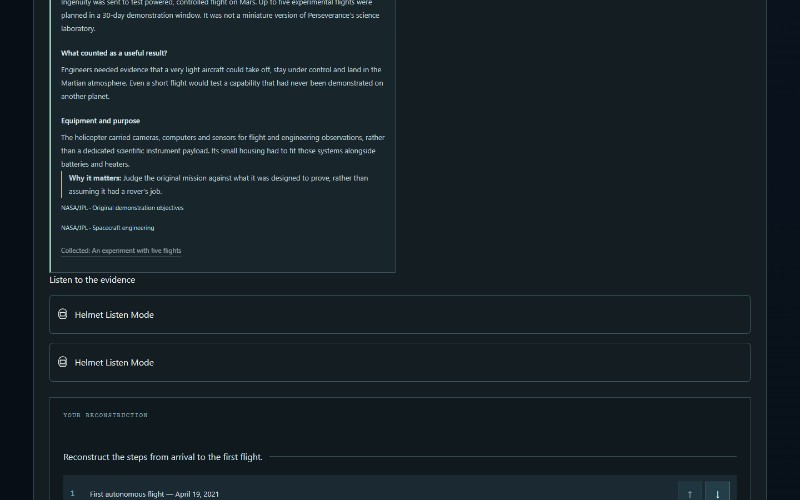 Ingenuity was sent to test powered, controlled flight on Mars. Up to five experimental flights were
planned in a 30-day demonstration window. It was not a miniature version of Perseverance's science
laboratory.
What counted as a useful result?
Engineers needed evidence that a very light aircraft could take off, stay under control and land in the
Martian atmosphere. Even a short flight would test a capability that had never been demonstrated on
another planet.
Equipment and purpose
The helicopter carried cameras, computers and sensors for flight and engineering observations, rather
than a dedicated scientific instrument payload. Its small housing had to fit those systems alongside
batteries and heaters.
Why it matters: Judge the original mission against what it was designed to prove, rather than
assuming it had a rover's job.
NASA/JPL - Original demonstration objectives
NASA/JPL - Spacecraft engineering
Collected: An experiment with five flights
Listen to the evidence
Helmet Listen Mode
Helmet Listen Mode
YOUR RECONSTRUCTION
Reconstruct the steps from arrival to the first flight.
1 First autonomous flight — April 19, 2021 ↑ ↓